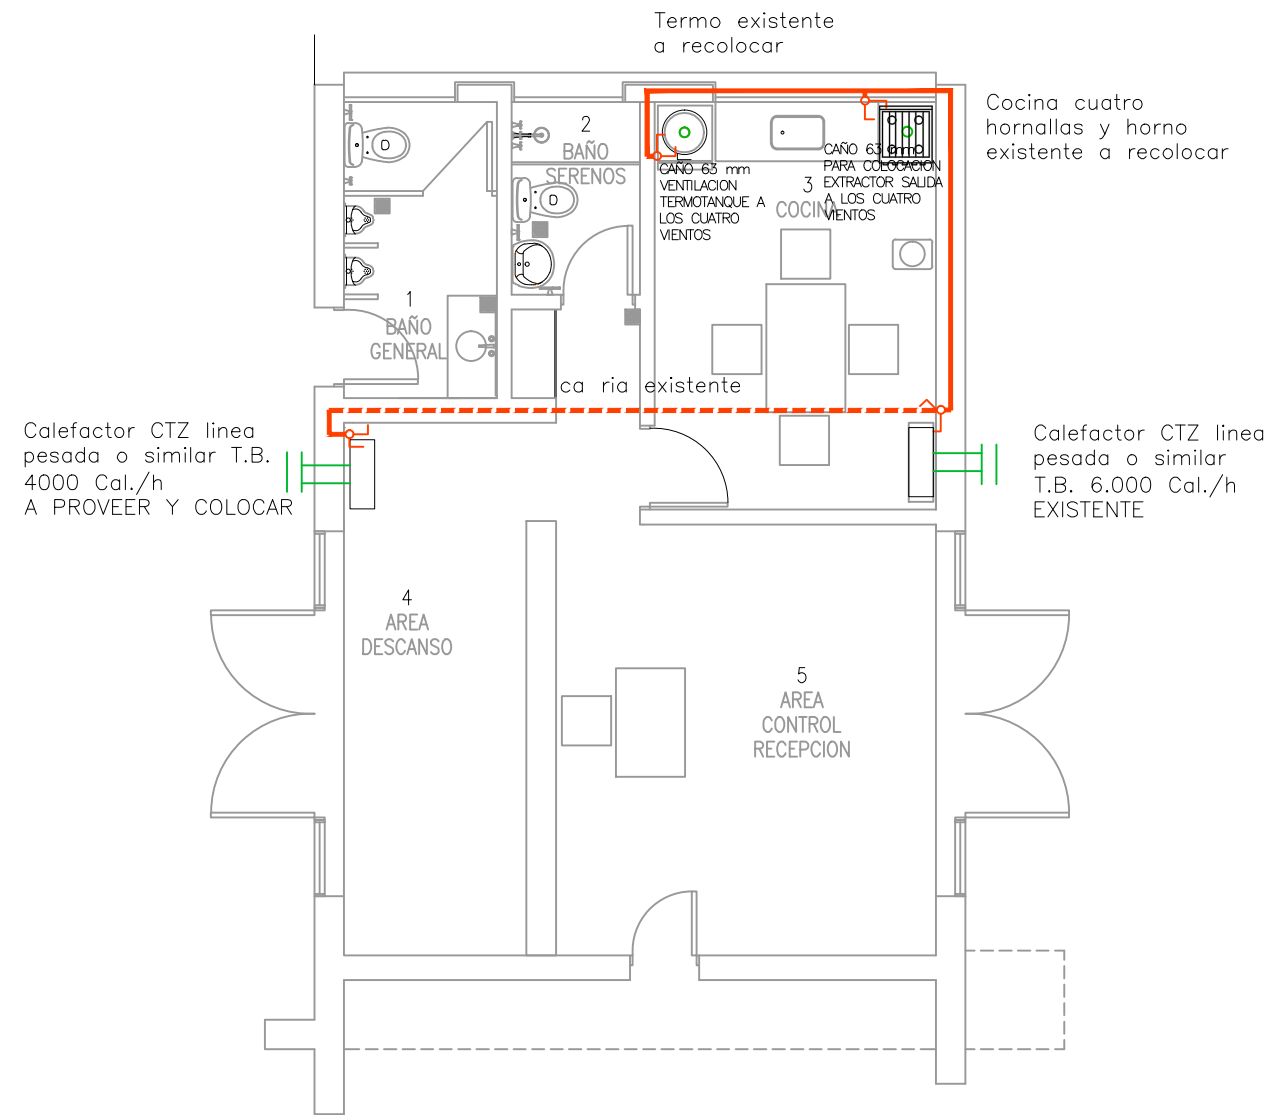 Termo existente
a recolocar
Cocina cuatro
hornallas y horno
existente a recolocar
2
BAÑO
SERENOS
CAÑO 63 mm
VENTILACION
TERMOTANQUE A
LOS CUATRO
VIENTOS
3
COCINA
CAÑO 63 mm
PARA COLOCACION
EXTRACTOR SALIDA
A LOS CUATRO
VIENTOS
1
BAÑO
GENERAL
ca ria existente
Calefactor CTZ linea
pesada o similar T.B.
4000 Cal./h
A PROVEER Y COLOCAR
Calefactor CTZ linea
pesada o similar
T.B. 6.000 Cal./h
EXISTENTE
4
AREA
DESCANSO
5
AREA
CONTROL
RECEPCION